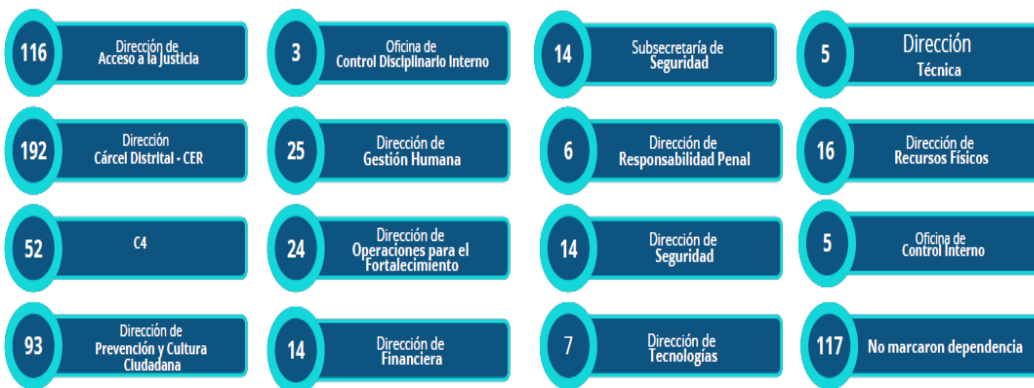 116
Dirección de
Acceso a la Justicia
3
Oficina de
Control Disciplinario Interno
14
Subsecretaría de
Seguridad
5
Dirección
Técnica
192
Dirección
Cárcel Distrital - CER
25
Dirección de
Gestión Humana
6
Dirección de
Responsabilidad Penal
16
Dirección de
Recursos Físicos
52
C4
24
Dirección de
Operaciones para el
Fortalecimiento
14
Dirección de
Seguridad
5
Oficina de
Control Interno
93
Dirección de
Prevención y Cultura
Ciudadana
14
Dirección de
Financiera
7
Dirección de
Tecnologías
117
No marcaron dependencia